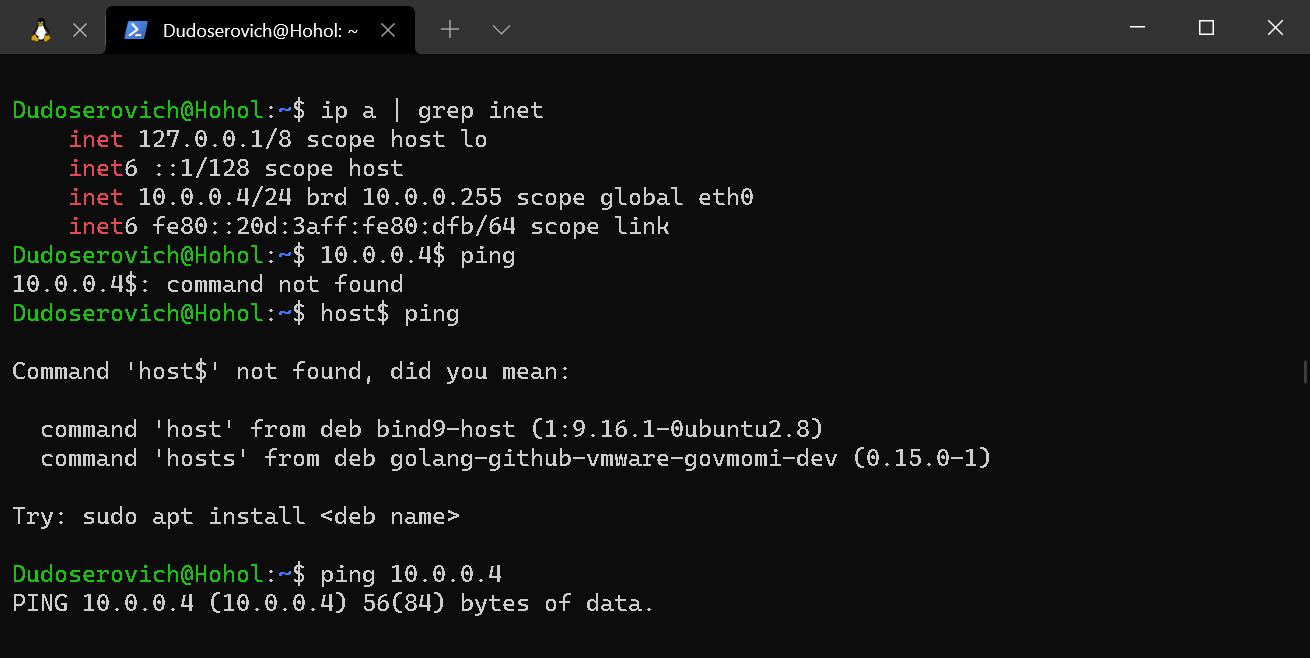 Dudoserovich@Hohol: ~
Dudoserovich@Hohol:~$ ip a | grep inet
inet 127.0.0.1/8 scope host lo
inet6 ::1/128 scope host
inet 10.0.0.4/24 brd 10.0.0.255 scope global eth0
inet6 fe80::20d:3aff:fe80:dfb/64 scope link
Dudoserovich@Hohol:~$ 10.0.0.4$ ping
10.0.0.4$: command not found
Dudoserovich@Hohol:~$ host$ ping
Command 'host$' not found, did you mean:
command 'host' from deb bind9-host (1:9.16.1-0ubuntu2.8)
command 'hosts' from deb golang-github-vmware-govmomi-dev (0.15.0-1)
Try: sudo apt install <deb name>
Dudoserovich@Hohol:~$ ping 10.0.0.4
PING 10.0.0.4 (10.0.0.4) 56(84) bytes of data.